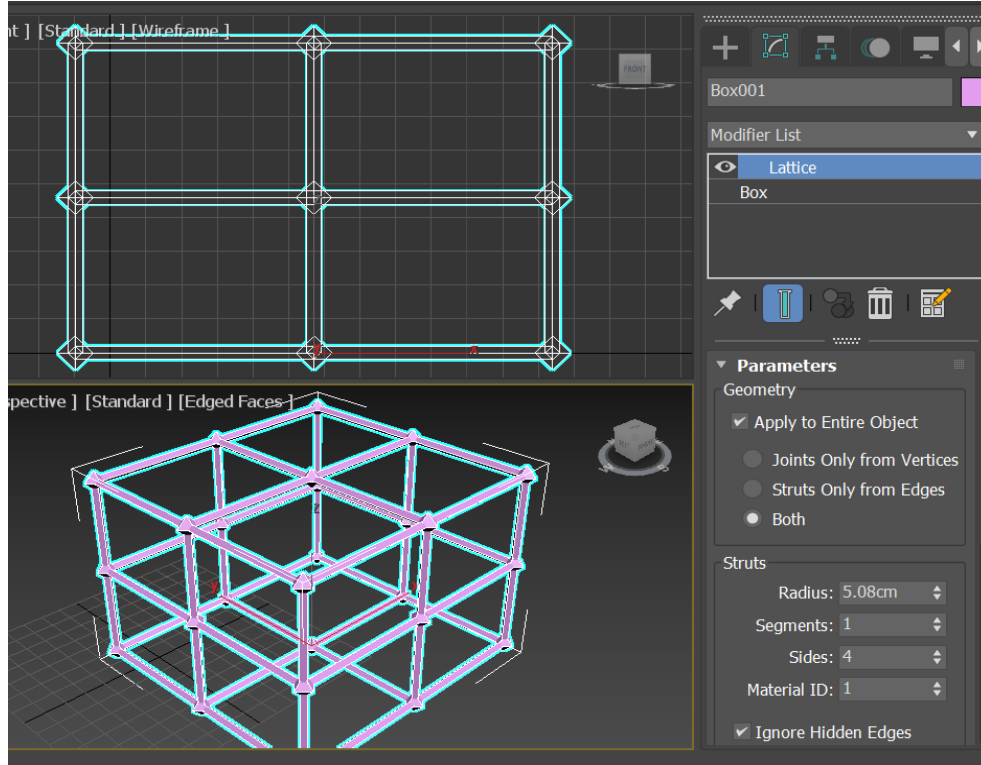 nt ] [Standard ] [Wireframe ]
FRONT
Box001
Modifier List
Lattice
Box
Parameters
Geometry
Apply to Entire Object
Joints Only from Vertices
Struts Only from Edges
Both
Struts
Radius: 5.08cm
Segments: 1
Sides: 4
Material ID: 1
Ignore Hidden Edges
x
spective ] [Standard ] [Edged Faces ]
z
y
x